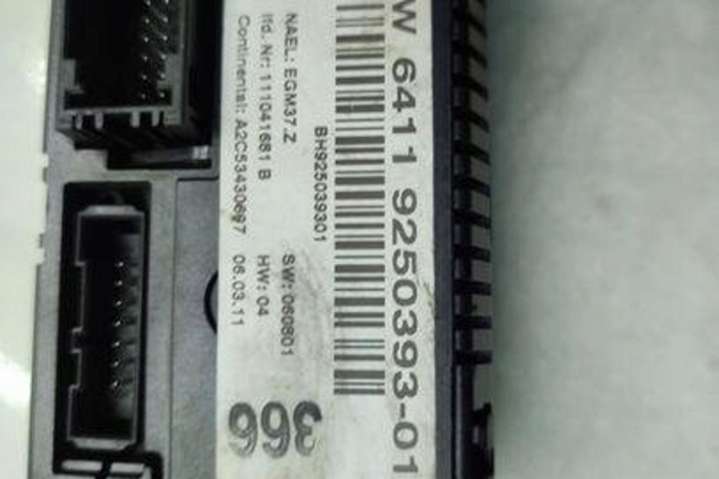 W 6411 9250393-01
BH925039301
NAEL: EGM37.Z SW: 060801
lfd. Nr: 111041681 B HW: 04
Continental: A2C53430697 06.03.11
366